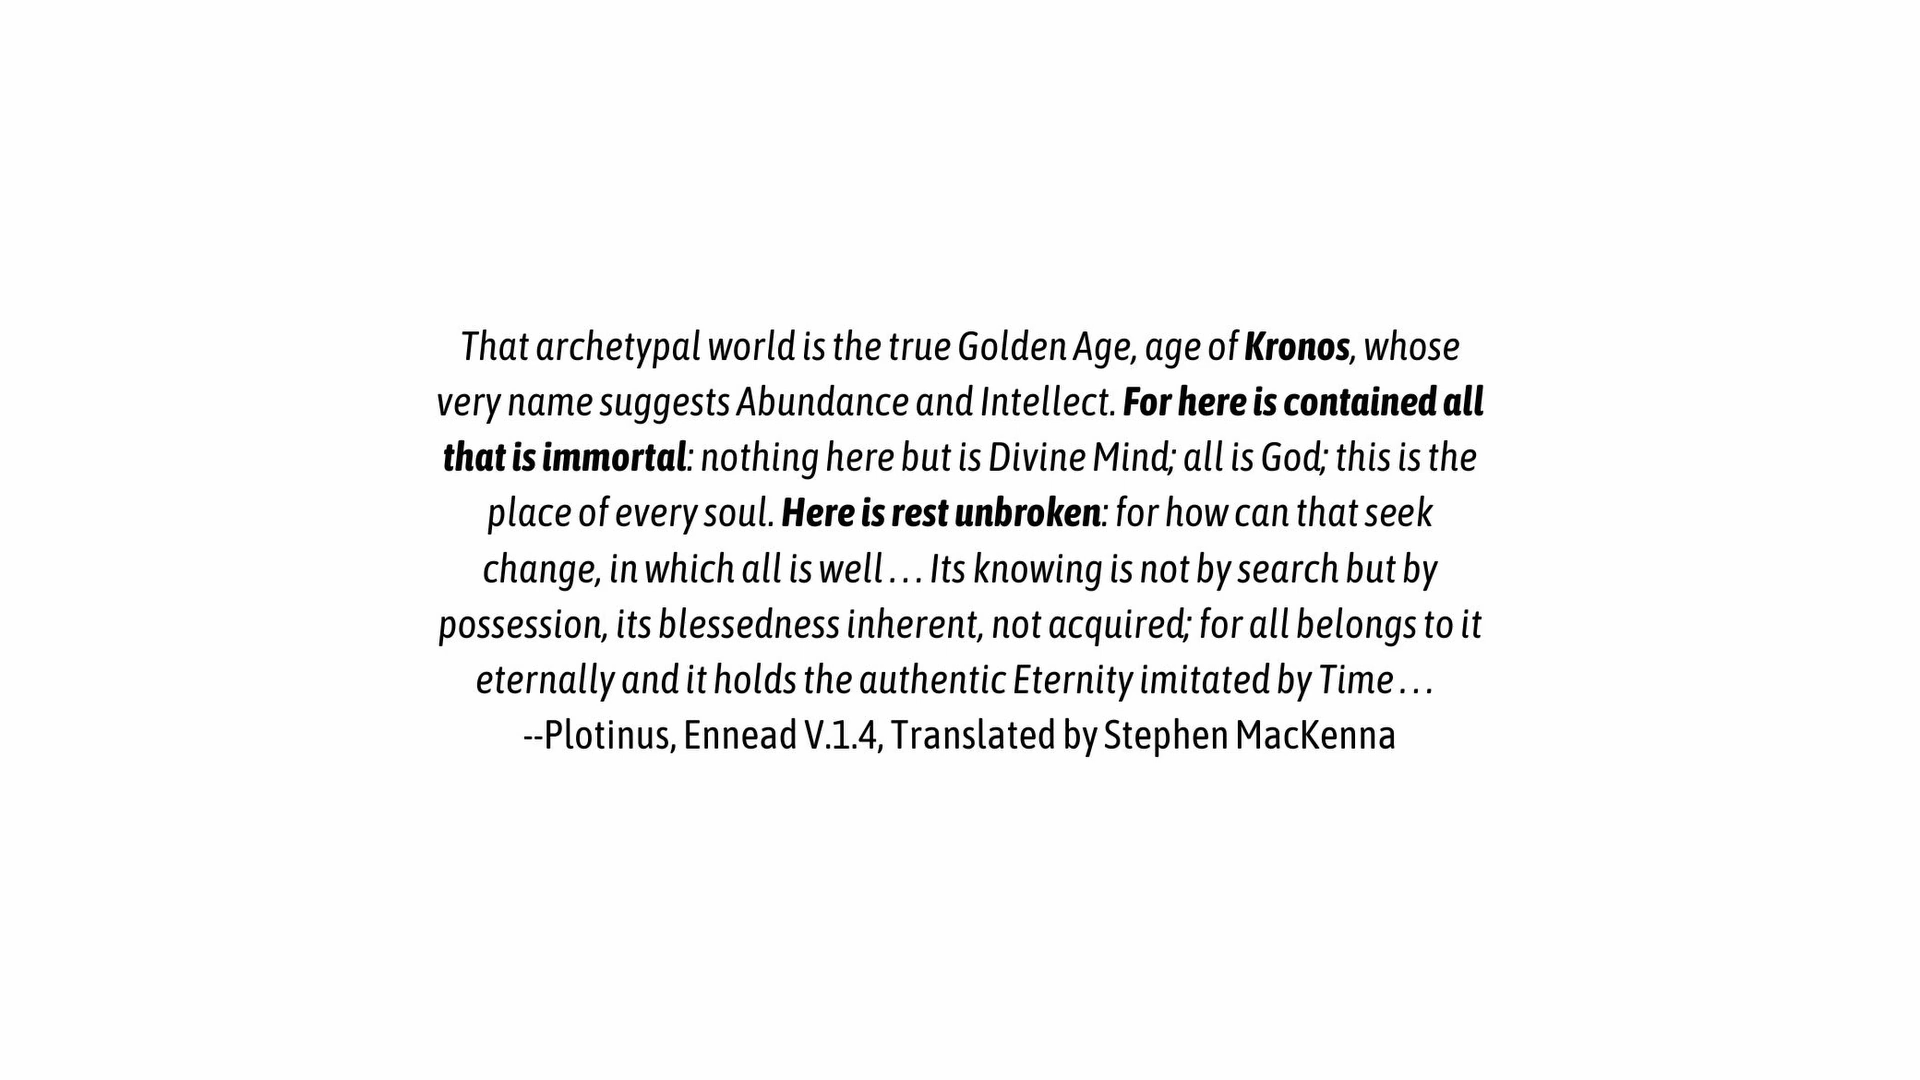 That archetypal world is the true Golden Age, age of Kronos, whose
very name suggests Abundance and Intellect. For here is contained all
that is immortal: nothing here but is Divine Mind; all is God; this is the
place of every soul. Here is rest unbroken: for how can that seek
change, in which all is well . . . Its knowing is not by search but by
possession, its blessedness inherent, not acquired; for all belongs to it
eternally and it holds the authentic Eternity imitated by Time . . .
--Plotinus, Ennead V.1.4, Translated by Stephen MacKenna